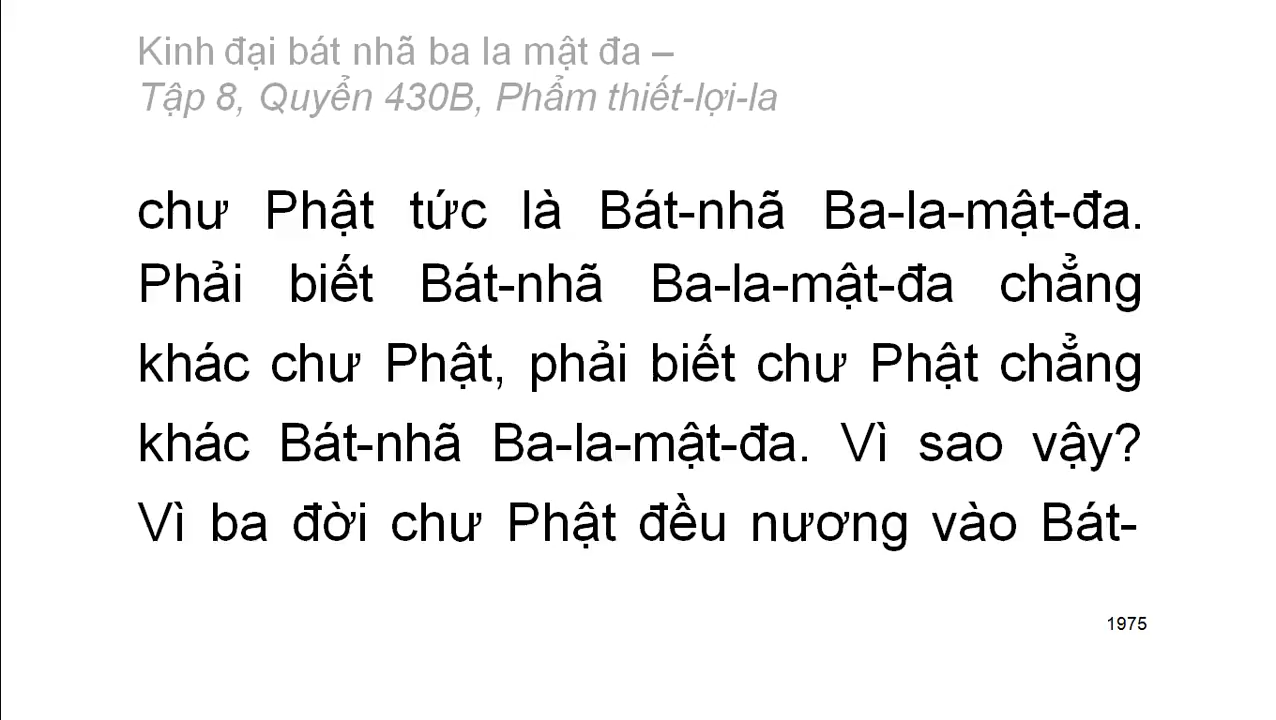 Kinh đại bát nhã ba la mật đa –
Tập 8, Quyển 430B, Phẩm thiết-lợi-la
chư Phật tức là Bát-nhã Ba-la-mật-đa.
Phải biết Bát-nhã Ba-la-mật-đa chẳng
khác chư Phật, phải biết chư Phật chẳng
khác Bát-nhã Ba-la-mật-đa. Vì sao vậy?
Vì ba đời chư Phật đều nương vào Bát-
1975